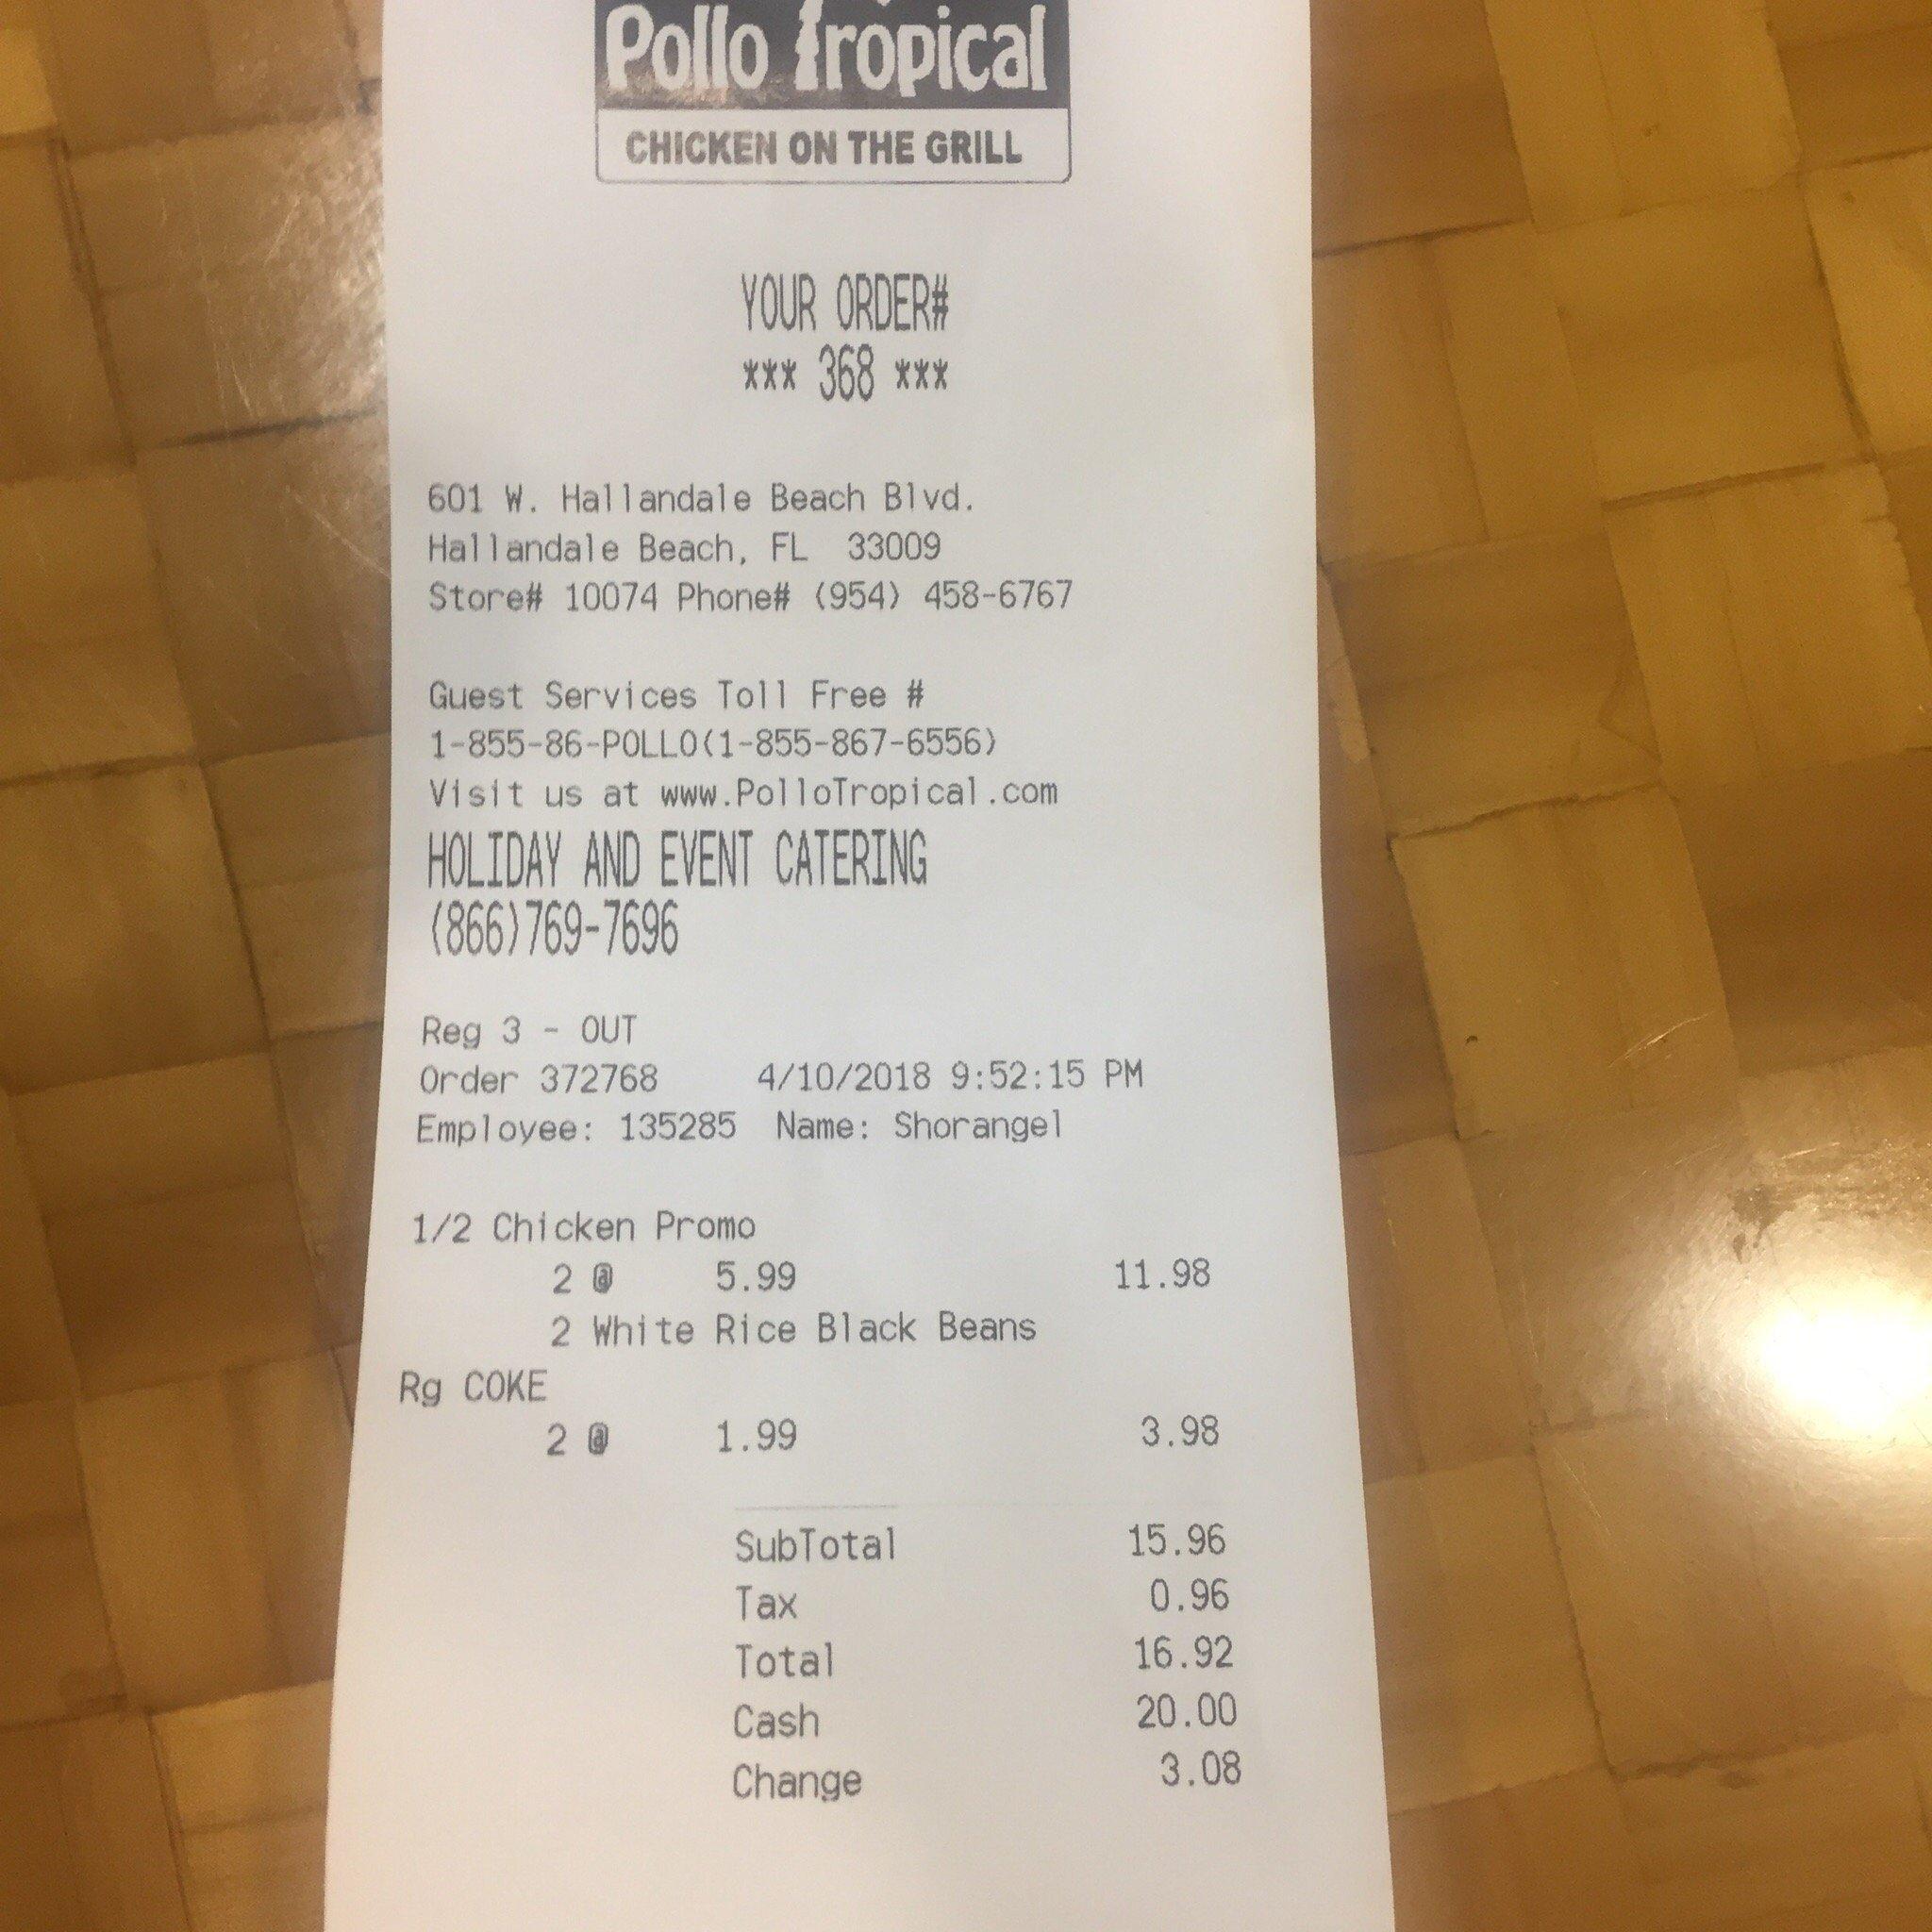 Pollo Tropical
CHICKEN ON THE GRILL
YOUR ORDER#
*** 368 ***
601 W. Hallandale Beach Blvd.
Hallandale Beach, FL 33009
Store# 10074 Phone# (954) 458-6767
Guest Services Toll Free #
1-855-86-POLLO(1-855-867-6556)
Visit us at www.PolloTropical.com
HOLIDAY AND EVENT CATERING
(866)769-7696
Reg 3 - OUT
Order 372768 4/10/2018 9:52:15 PM
Employee: 135285 Name: Shorangel
1/2 Chicken Promo
2 @ 5.99 11.98
2 White Rice Black Beans
Rg COKE
2 @ 1.99 3.98
SubTotal 15.96
Tax 0.96
Total 16.92
Cash 20.00
Change 3.08